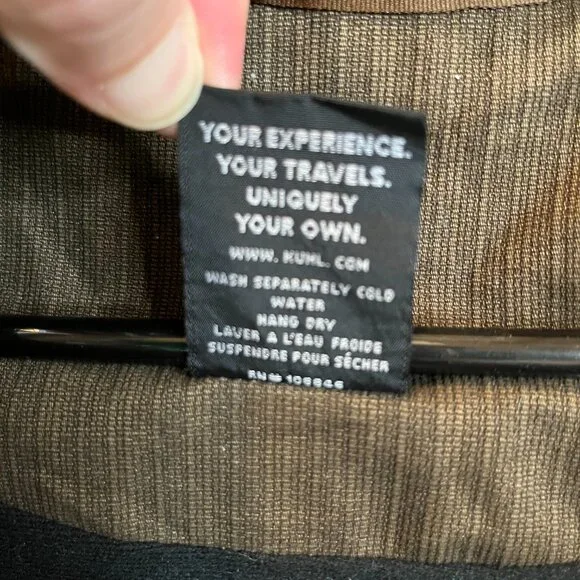 YOUR EXPERIENCE.
YOUR TRAVELS.
UNIQUELY
YOUR OWN.
WWW. KUHL. COM
WASH SEPARATELY COLD
WATER
HANG DRY
LAVER A L'EAU FROIDE
SUSPENDRE POUR SÉCHER